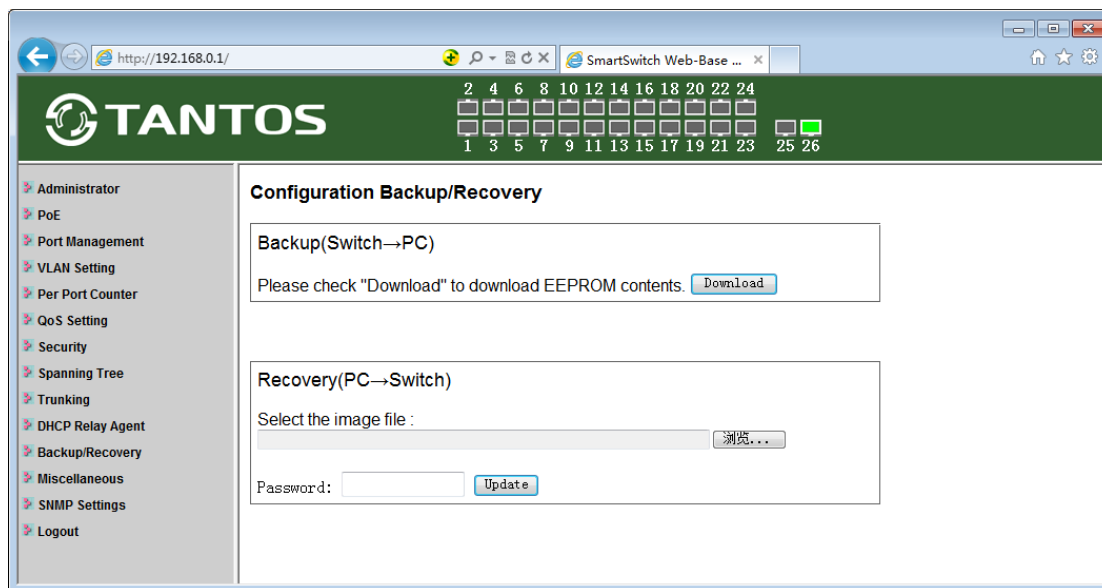 http://192.168.0.1/
SmartSwitch Web-Base ...
TANTOS
2 4 6 8 10 12 14 16 18 20 22 24
1 3 5 7 9 11 13 15 17 19 21 23 25 26
Administrator
PoE
Port Management
VLAN Setting
Per Port Counter
QoS Setting
Security
Spanning Tree
Trunking
DHCP Relay Agent
Backup/Recovery
Miscellaneous
SNMP Settings
Logout
Configuration Backup/Recovery
Backup(Switch→PC)
Please check "Download" to download EEPROM contents. Download
Recovery(PC→Switch)
Select the image file :
浏览...
Password: Update